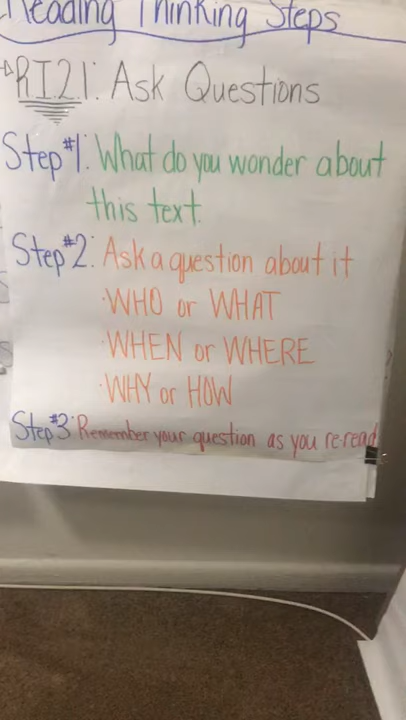 Reading Thinking Steps
RI.2.1: Ask Questions
Step #1: What do you wonder about
this text.
Step #2: Ask a question about it
·WHO or WHAT
·WHEN or WHERE
·WHY or HOW
Step #3: Remember your question as you re-read